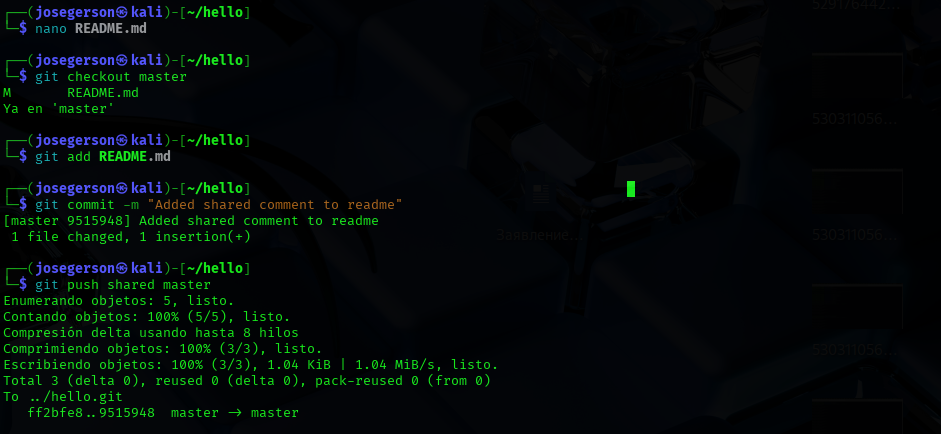 ┌──(josegerson㉿kali)-[~/hello]
└─$ nano README.md
┌──(josegerson㉿kali)-[~/hello]
└─$ git checkout master
M       README.md
Ya en 'master'
┌──(josegerson㉿kali)-[~/hello]
└─$ git add README.md
┌──(josegerson㉿kali)-[~/hello]
└─$ git commit -m "Added shared comment to readme"
[master 9515948] Added shared comment to readme
 1 file changed, 1 insertion(+)
┌──(josegerson㉿kali)-[~/hello]
└─$ git push shared master
Enumerando objetos: 5, listo.
Contando objetos: 100% (5/5), listo.
Compresión delta usando hasta 8 hilos
Comprimiendo objetos: 100% (3/3), listo.
Escribiendo objetos: 100% (3/3), 1.04 KiB | 1.04 MiB/s, listo.
Total 3 (delta 0), reused 0 (delta 0), pack-reused 0 (from 0)
To ../hello.git
   ff2bfe8..9515948  master -> master
Заявление...
530311056...
530311056...